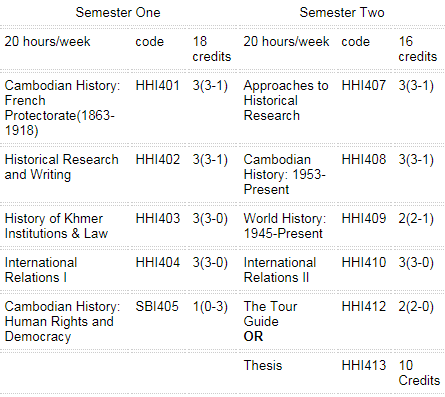 Semester One Semester Two
20 hours/week code 18 20 hours/week code 16
credits credits
Cambodian History: HHI401 3(3-1) Approaches to HHI407 3(3-1)
French Historical
Protectorate(1863- Research
1918)
Historical Research HHI402 3(3-1) Cambodian HHI408 3(3-1)
and Writing History: 1953-
Present
History of Khmer HHI403 3(3-0) World History: HHI409 2(2-1)
Institutions & Law 1945-Present
International HHI404 3(3-0) International HHI410 3(3-0)
Relations I Relations II
Cambodian History: SBI405 1(0-3) The Tour HHI412 2(2-0)
Human Rights and Guide
Democracy OR
Thesis HHI413 10
Credits